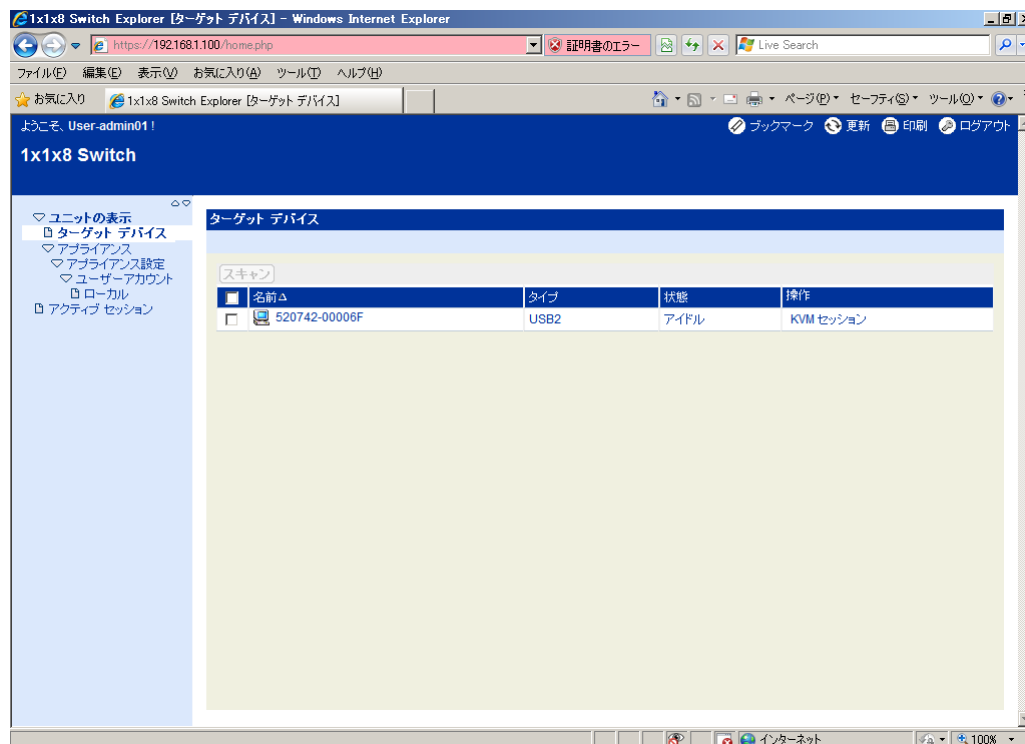 1x1x8 Switch Explorer [ターゲット デバイス] - Windows Internet Explorer
https://192.168.1.100/home.php 証明書のエラー Live Search
ファイル(F) 編集(E) 表示(V) お気に入り(A) ツール(T) ヘルプ(H)
お気に入り 1x1x8 Switch Explorer [ターゲット デバイス] ページ(P) セーフティ(S) ツール(O)
ようこそ、User-admin01 ! ブックマーク 更新 印刷 ログアウト
1x1x8 Switch
ユニットの表示
ターゲット デバイス
アプライアンス
アプライアンス設定
ユーザーアカウント
ローカル
アクティブ セッション
ターゲット デバイス
スキャン
名前 タイプ 状態 操作
520742-00006F USB2 アイドル KVM セッション
インターネット 100%